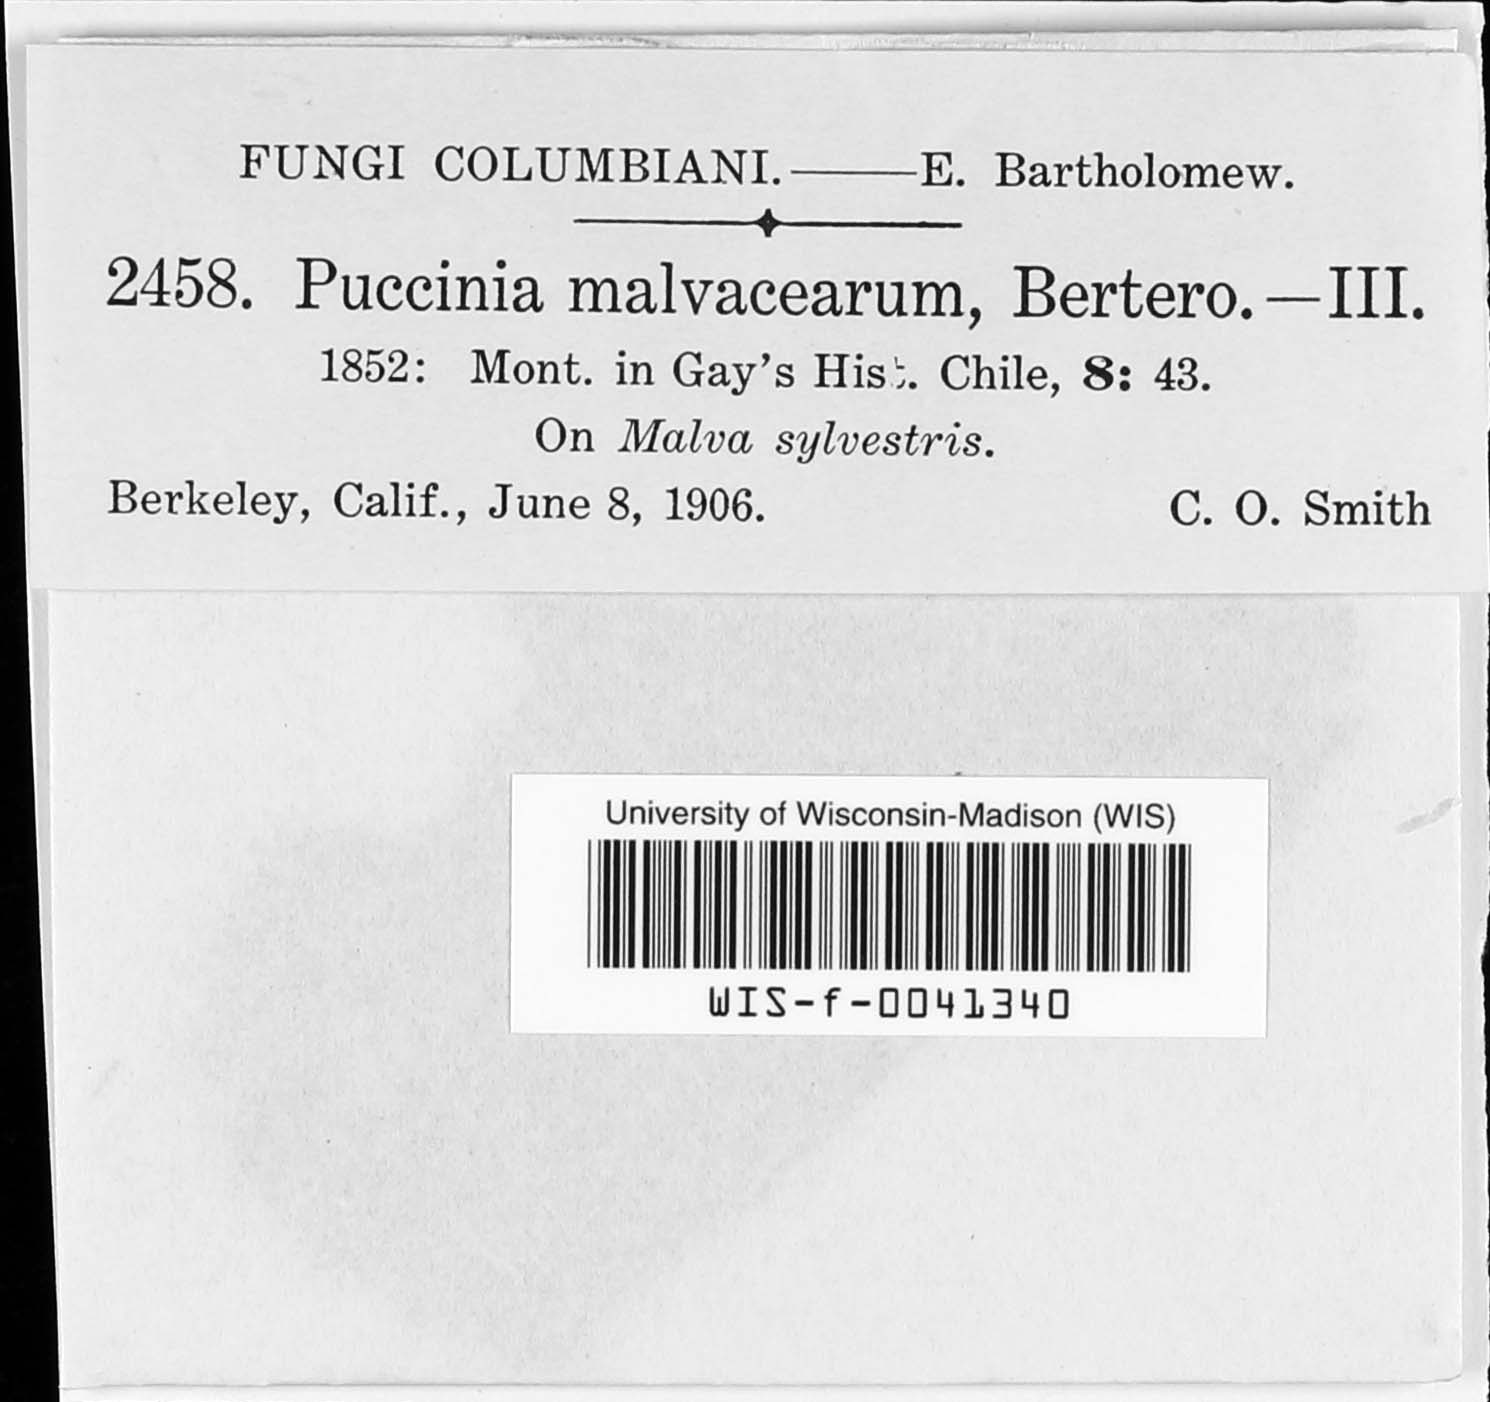 FUNGI COLUMBIANI.——E. Bartholomew.
2458. Puccinia malvacearum, Bertero.—III.
1852: Mont. in Gay's Hist. Chile, 8: 43.
On Malva sylvestris.
Berkeley, Calif., June 8, 1906. C. O. Smith
University of Wisconsin-Madison (WIS)
WIS-f-0041340